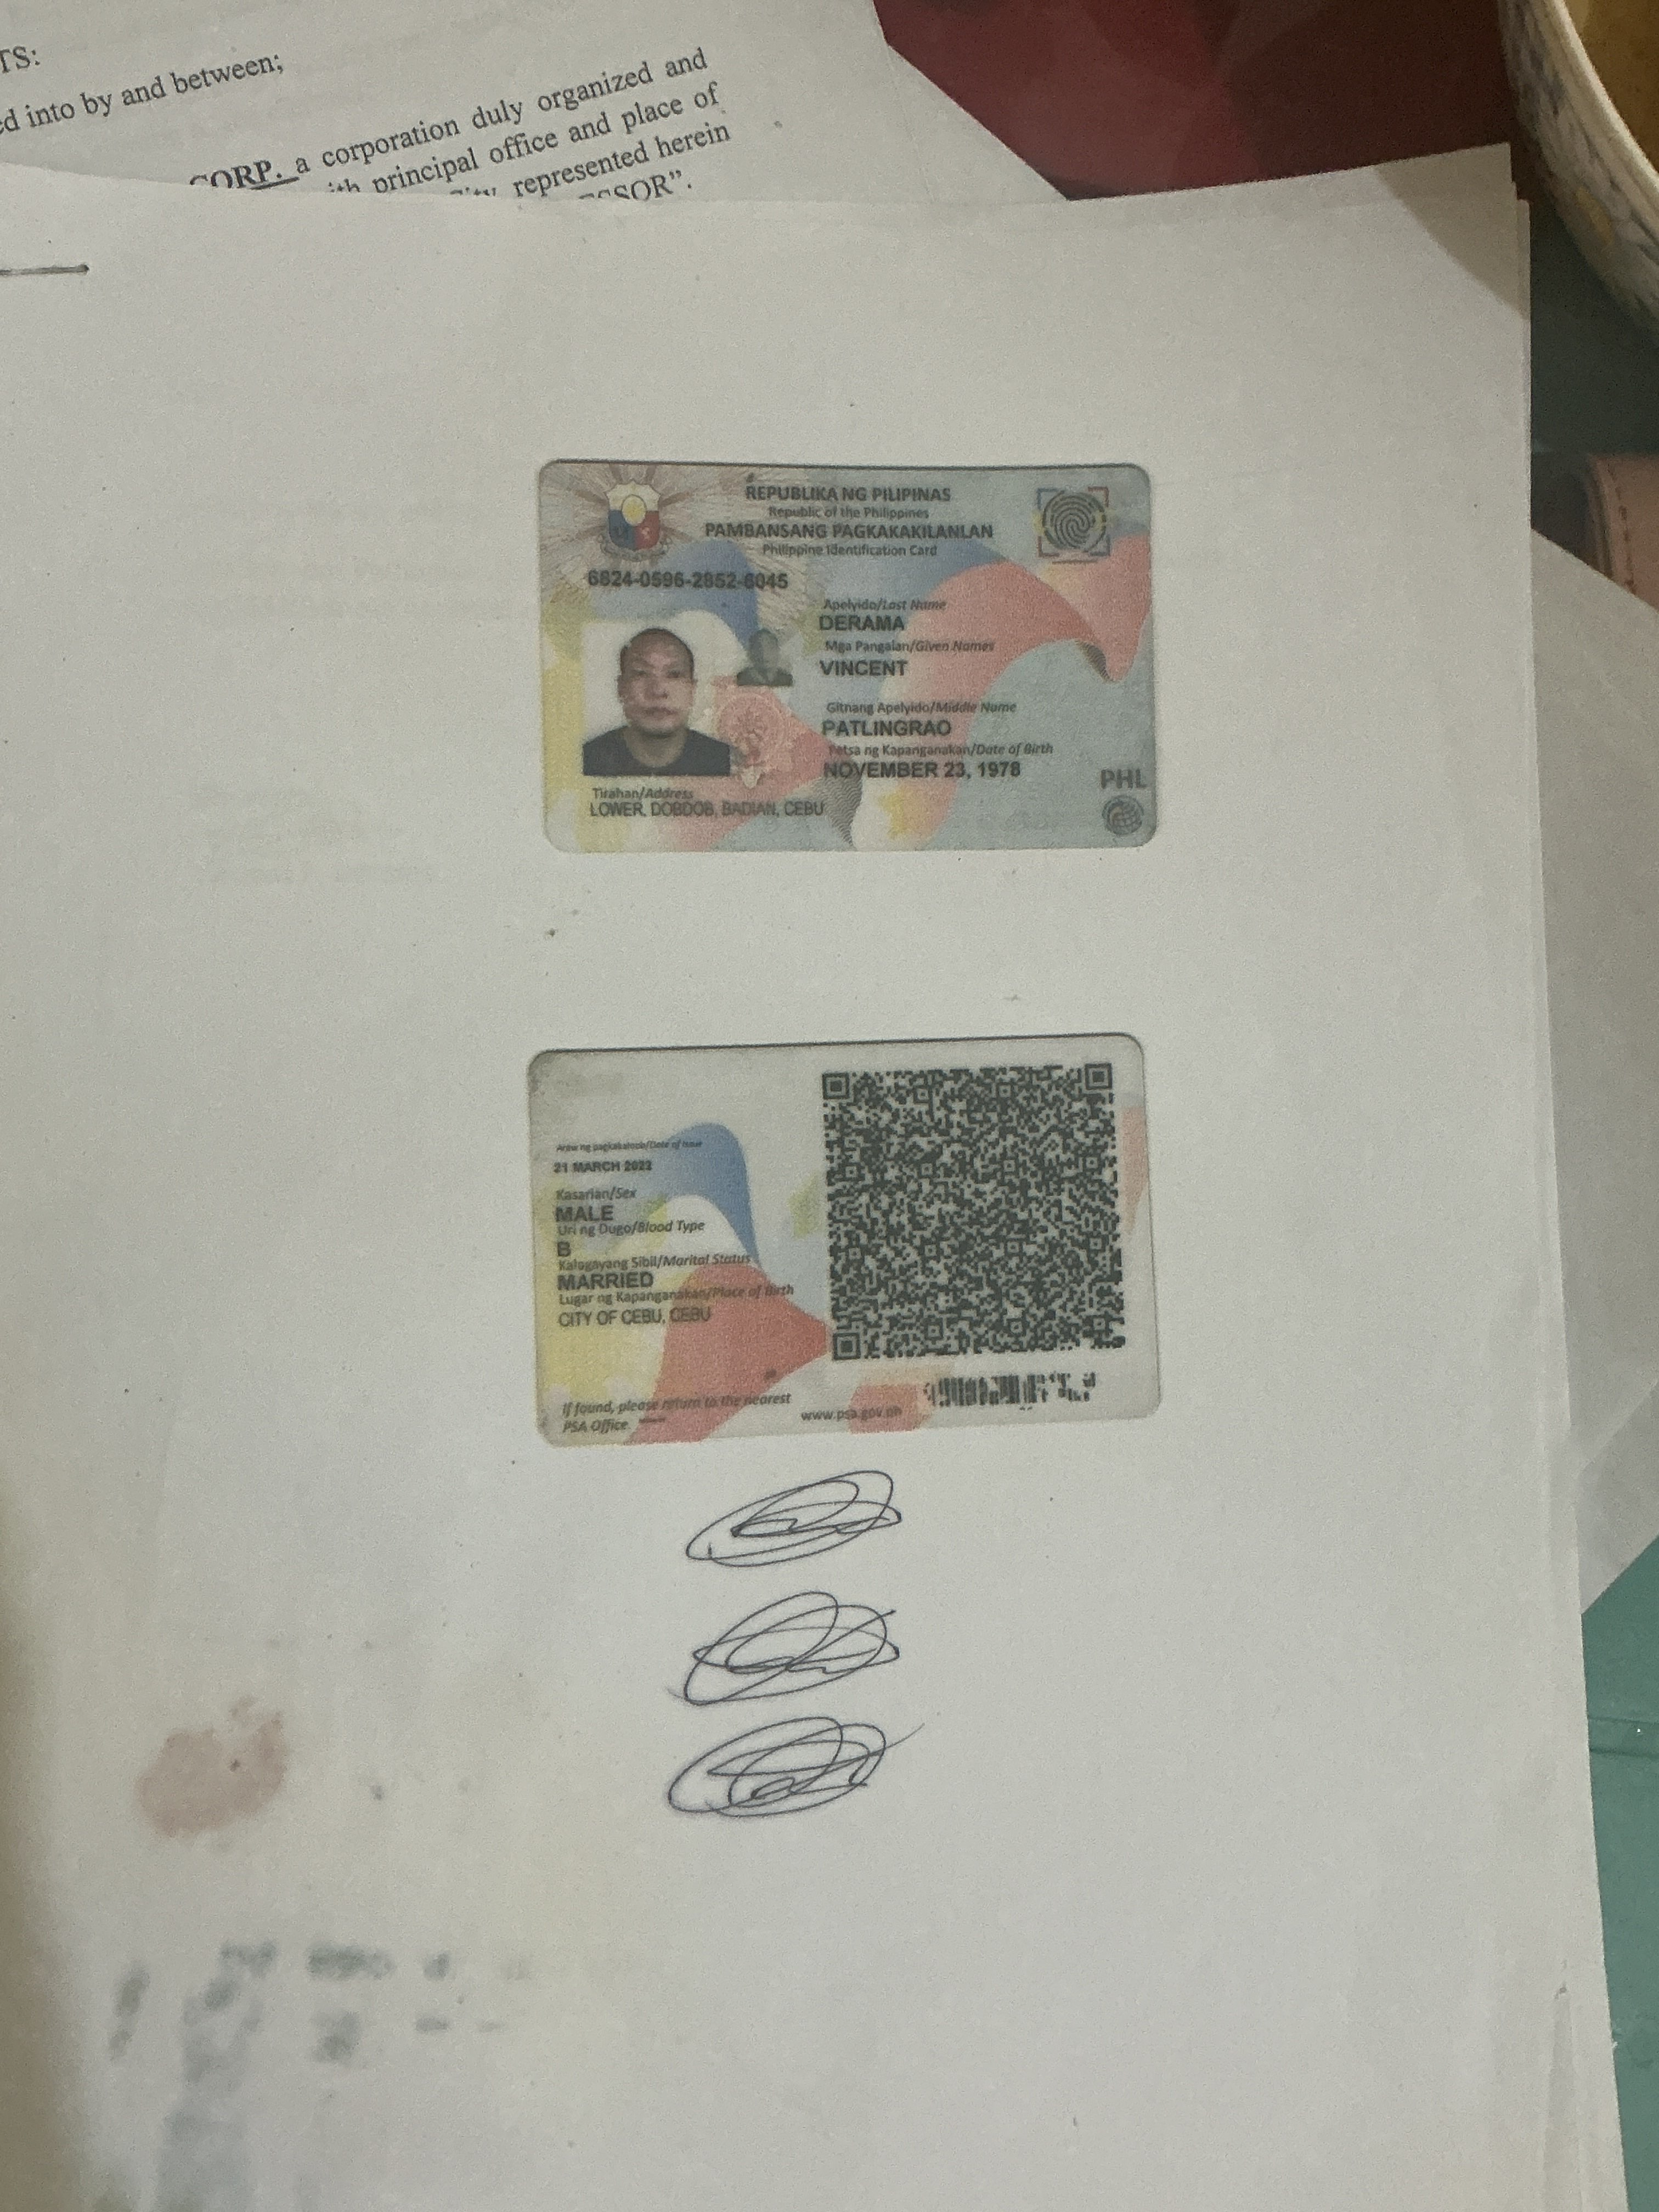 TS:
ed into by and between;
CORP. a corporation duly organized and
principal office and place of
represented herein
REPUBLIKA NG PILIPINAS
Republic of the Philippines
PAMBANSANG PAGKAKAKILANLAN
Philippine Identification Card
6824-0596-2852-6045
Apelyido/Last Name
DERAMA
Mga Pangalan/Given Names
VINCENT
Gitnang Apelyido/Middle Name
PATLINGRAO
Petsa ng Kapanganakan/Date of Birth
NOVEMBER 23, 1978
PHL
Tirahan/Address
LOWER, DOBDOB, BADIAN, CEBU
Araw ng pagkakaloob/Date of Issue
21 MARCH 2022
Kasarian/Sex
MALE
Uri ng Dugo/Blood Type
B
Kalagayang Sibil/Marital Status
MARRIED
Lugar ng Kapanganakan/Place of Birth
CITY OF CEBU, CEBU
If found, please return to the nearest
PSA Office
www.psa.gov.ph